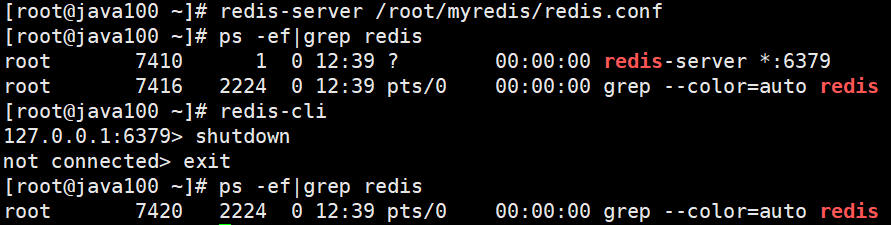 [root@java100 ~]# redis-server /root/myredis/redis.conf
[root@java100 ~]# ps -ef|grep redis
root       7410      1  0 12:39 ?        00:00:00 redis-server *:6379
root       7416   2224  0 12:39 pts/0    00:00:00 grep --color=auto redis
[root@java100 ~]# redis-cli
127.0.0.1:6379> shutdown
not connected> exit
[root@java100 ~]# ps -ef|grep redis
root       7420   2224  0 12:39 pts/0    00:00:00 grep --color=auto redis